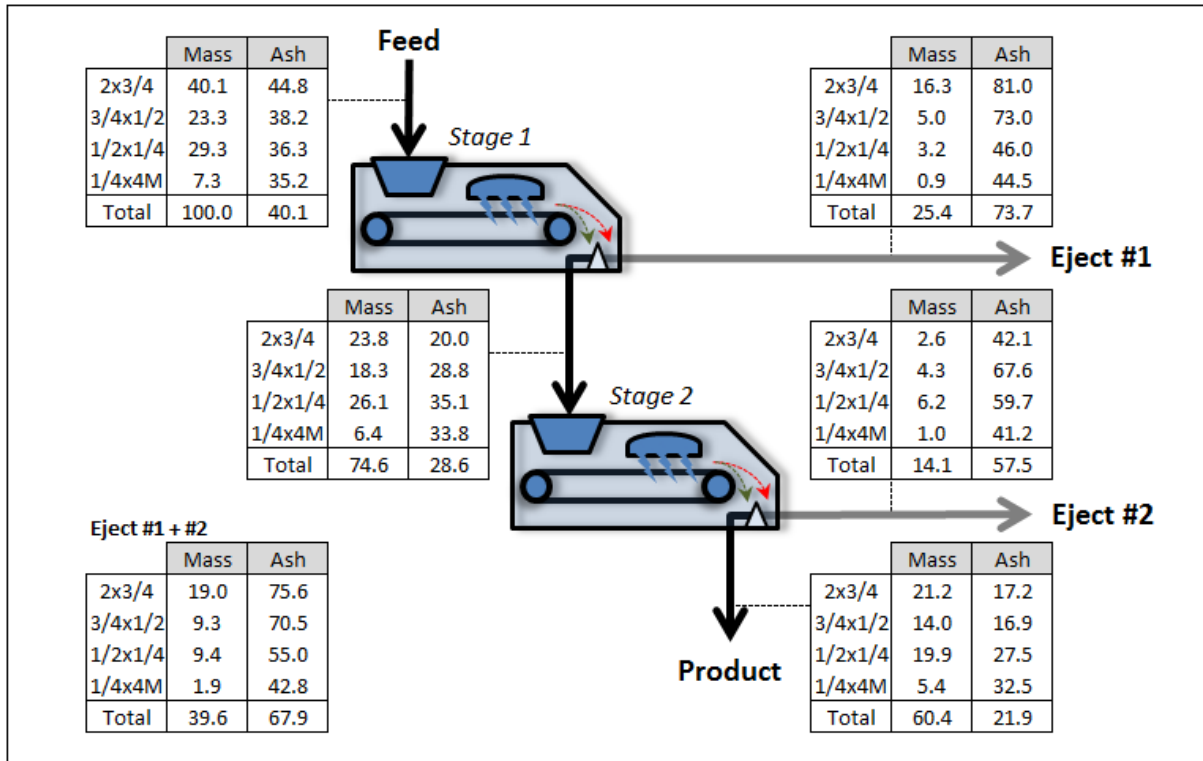 Feed
Mass Ash
2x3/4 40.1 44.8
3/4x1/2 23.3 38.2
1/2x1/4 29.3 36.3
1/4x4M 7.3 35.2
Total 100.0 40.1
Stage 1
Mass Ash
2x3/4 16.3 81.0
3/4x1/2 5.0 73.0
1/2x1/4 3.2 46.0
1/4x4M 0.9 44.5
Total 25.4 73.7
Eject #1
Mass Ash
2x3/4 23.8 20.0
3/4x1/2 18.3 28.8
1/2x1/4 26.1 35.1
1/4x4M 6.4 33.8
Total 74.6 28.6
Stage 2
Mass Ash
2x3/4 2.6 42.1
3/4x1/2 4.3 67.6
1/2x1/4 6.2 59.7
1/4x4M 1.0 41.2
Total 14.1 57.5
Eject #2
Eject #1 + #2
Mass Ash
2x3/4 19.0 75.6
3/4x1/2 9.3 70.5
1/2x1/4 9.4 55.0
1/4x4M 1.9 42.8
Total 39.6 67.9
Product
Mass Ash
2x3/4 21.2 17.2
3/4x1/2 14.0 16.9
1/2x1/4 19.9 27.5
1/4x4M 5.4 32.5
Total 60.4 21.9